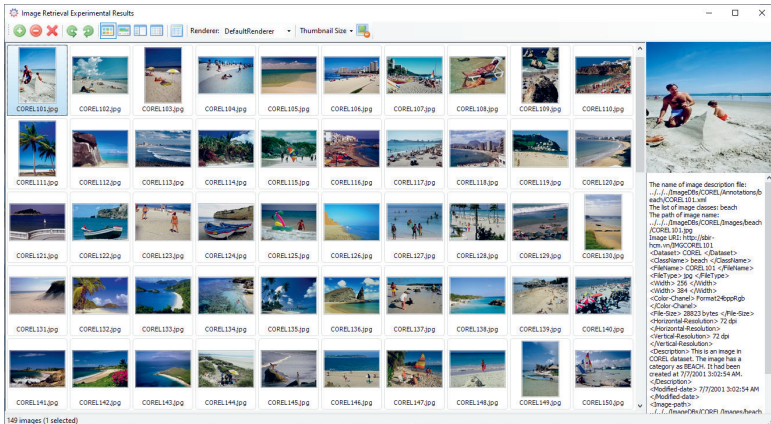 Image Retrieval Experimental Results
Renderer: DefaultRenderer Thumbnail Size
COREL101.jpg COREL102.jpg COREL103.jpg COREL104.jpg COREL105.jpg COREL106.jpg COREL107.jpg COREL108.jpg COREL109.jpg COREL110.jpg
COREL111.jpg COREL112.jpg COREL113.jpg COREL114.jpg COREL115.jpg COREL116.jpg COREL117.jpg COREL118.jpg COREL119.jpg COREL120.jpg
COREL121.jpg COREL122.jpg COREL123.jpg COREL124.jpg COREL125.jpg COREL126.jpg COREL127.jpg COREL128.jpg COREL129.jpg COREL130.jpg
COREL131.jpg COREL132.jpg COREL133.jpg COREL134.jpg COREL135.jpg COREL136.jpg COREL137.jpg COREL138.jpg COREL139.jpg COREL140.jpg
COREL141.jpg COREL142.jpg COREL143.jpg COREL144.jpg COREL145.jpg COREL146.jpg COREL147.jpg COREL148.jpg COREL149.jpg COREL150.jpg
The name of image description file:
../../../ImageDBs/COREL/Annotations/b
each/COREL101.xml
The list of image classes: beach
The path of image name:
../../../ImageDBs/COREL/Images/beach
/COREL101.jpg
Image URI: http://sbir-
hcm.vn/IMGCOREL101
<Dataset> COREL </Dataset>
<ClassName> beach </ClassName>
<FileName> COREL101 </FileName>
<FileType> jpg </FileType>
<Width> 256 </Width>
<Width> 384 </Width>
<Color-Chanel> Format24bppRgb
</Color-Chanel>
<File-Size> 28823 bytes </File-Size>
<Horizontal-Resolution> 72 dpi
</Horizontal-Resolution>
<Vertical-Resolution> 72 dpi
</Vertical-Resolution>
<Description> This is an image in
COREL dataset. The image has a
category as BEACH. It had been
created at 7/7/2001 3:02:54 AM.
</Description>
<Modified-date> 7/7/2001 3:02:54 AM
</Modified-date>
<Image-path>
../../../ImageDBs/COREL/Images/beach
149 images (1 selected)